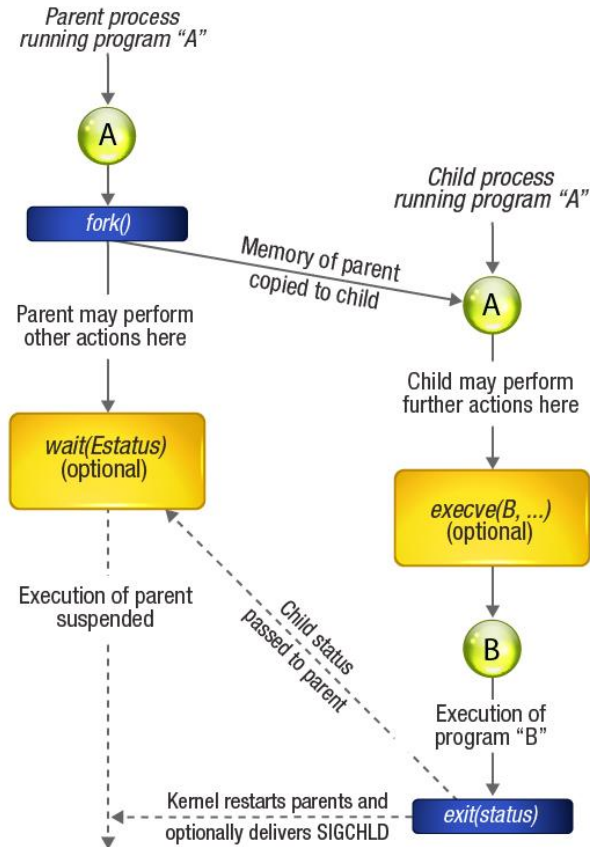 Parent process
running program “A”
A
fork()
Child process
running program “A”
Memory of parent
copied to child
A
Parent may perform
other actions here
Child may perform
further actions here
wait(Estatus)
(optional)
execve(B, ...)
(optional)
Execution of parent
suspended
Child status
passed to parent
B
Execution of
program “B”
Kernel restarts parents and
optionally delivers SIGCHLD
exit(status)